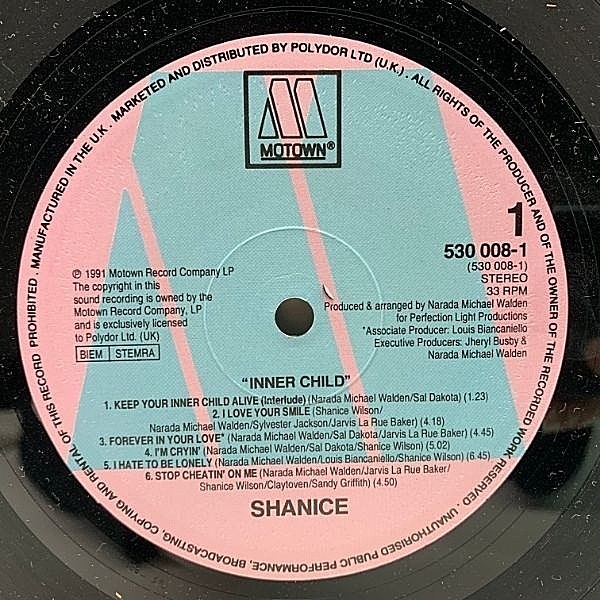 MANUFACTURED IN THE U.K. MARKETED AND DISTRIBUTED BY POLYDOR LTD (U.K.) . ALL RIGHTS OF THE PRODUCER AND OF THE OWNER OF THE RECORDED WORK RESERVED . UNAUTHORISED PUBLIC PERFORMANCE, BROADCASTING, COPYING AND RENTAL OF THIS RECORD PROHIBITED .
MOTOWN®
1
530 008-1
(530 008-1)
STEREO
33 RPM
℗ 1991 Motown Record Company LP
The copyright in this
sound recording is owned by the
Motown Record Company, LP
and is exclusively licensed
to Polydor Ltd. (UK)
BIEM STEMRA
Produced & arranged by Narada Michael Walden
for Perfection Light Productions
*Associate Producer: Louis Biancaniello
Executive Producers: Jheryl Busby &
Narada Michael Walden
"INNER CHILD"
1. KEEP YOUR INNER CHILD ALIVE (Interlude) (Narada Michael Walden/Sal Dakota) (1.23)
2. I LOVE YOUR SMILE (Shanice Wilson/
Narada Michael Walden/Sylvester Jackson/Jarvis La Rue Baker) (4.18)
3. FOREVER IN YOUR LOVE* (Narada Michael Walden/Sal Dakota/Jarvis La Rue Baker) (4.45)
4. I'M CRYIN' (Narada Michael Walden/Sal Dakota/Shanice Wilson) (5.02)
5. I HATE TO BE LONELY (Narada Michael Walden/Louis Biancaniello/Shanice Wilson) (6.45)
6. STOP CHEATIN' ON ME (Narada Michael Walden/Jarvis La Rue Baker/
Shanice Wilson/Claytoven/Sandy Griffith) (4.50)
SHANICE